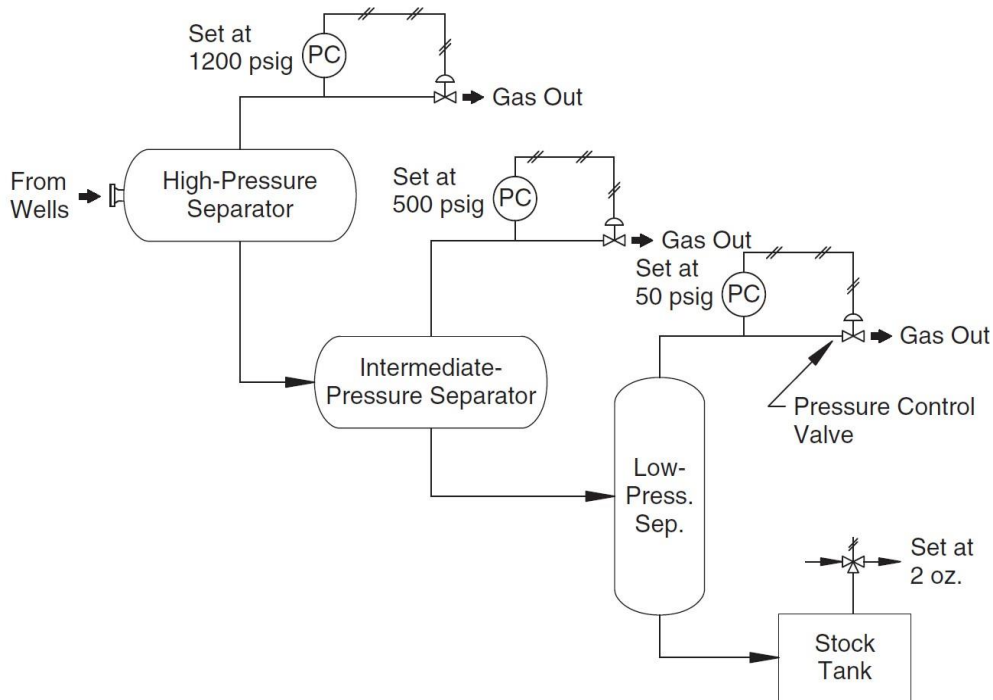 Set at
1200 psig
PC
Gas Out
From
Wells
High-Pressure
Separator
Set at
500 psig
PC
Gas Out
Set at
50 psig
PC
Gas Out
Intermediate-
Pressure Separator
Pressure Control
Valve
Low-
Press.
Sep.
Set at
2 oz.
Stock
Tank